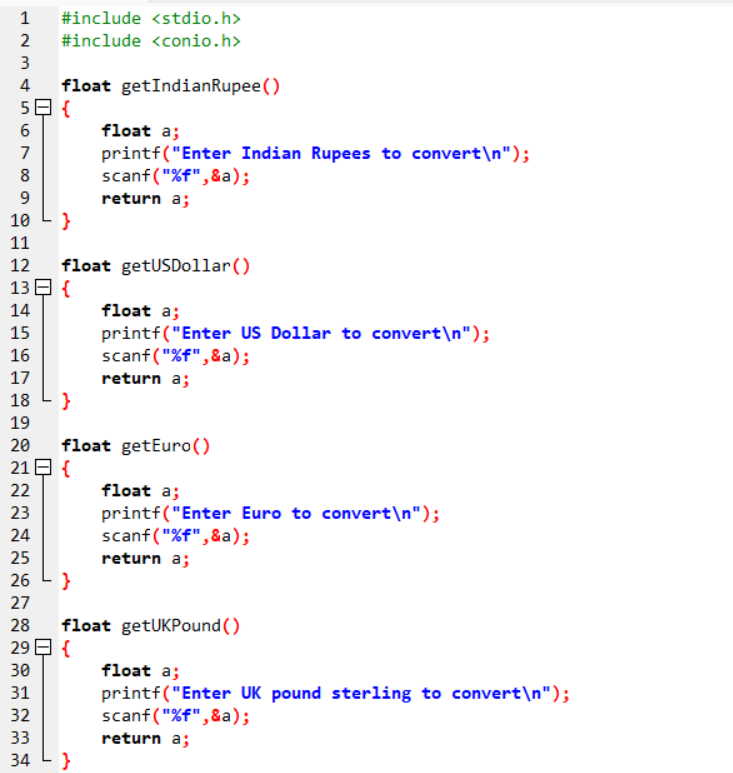 1 #include <stdio.h>
2 #include <conio.h>
3
4 float getIndianRupee()
5 {
6 float a;
7 printf("Enter Indian Rupees to convert\n");
8 scanf("%f",&a);
9 return a;
10 }
11
12 float getUSDollar()
13 {
14 float a;
15 printf("Enter US Dollar to convert\n");
16 scanf("%f",&a);
17 return a;
18 }
19
20 float getEuro()
21 {
22 float a;
23 printf("Enter Euro to convert\n");
24 scanf("%f",&a);
25 return a;
26 }
27
28 float getUKPound()
29 {
30 float a;
31 printf("Enter UK pound sterling to convert\n");
32 scanf("%f",&a);
33 return a;
34 }